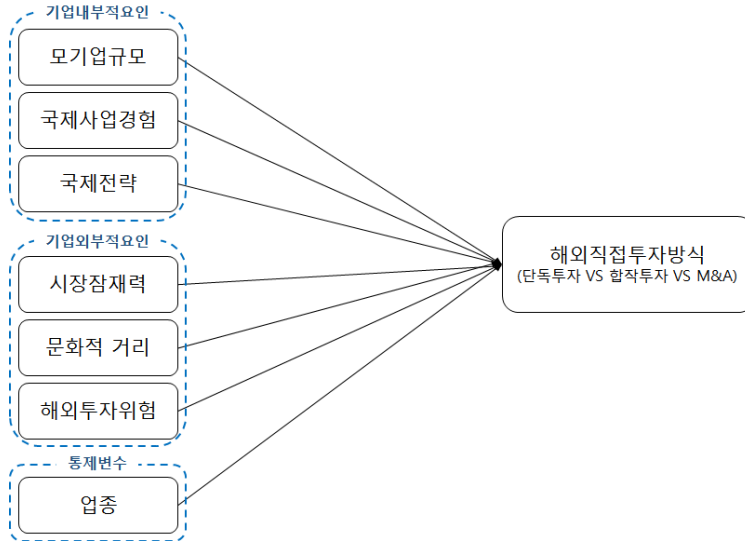 기업내부적요인
모기업규모
국제사업경험
국제전략
기업외부적요인
시장잠재력
문화적 거리
해외투자위험
통제변수
업종
해외직접투자방식
(단독투자 VS 합작투자 VS M&A)